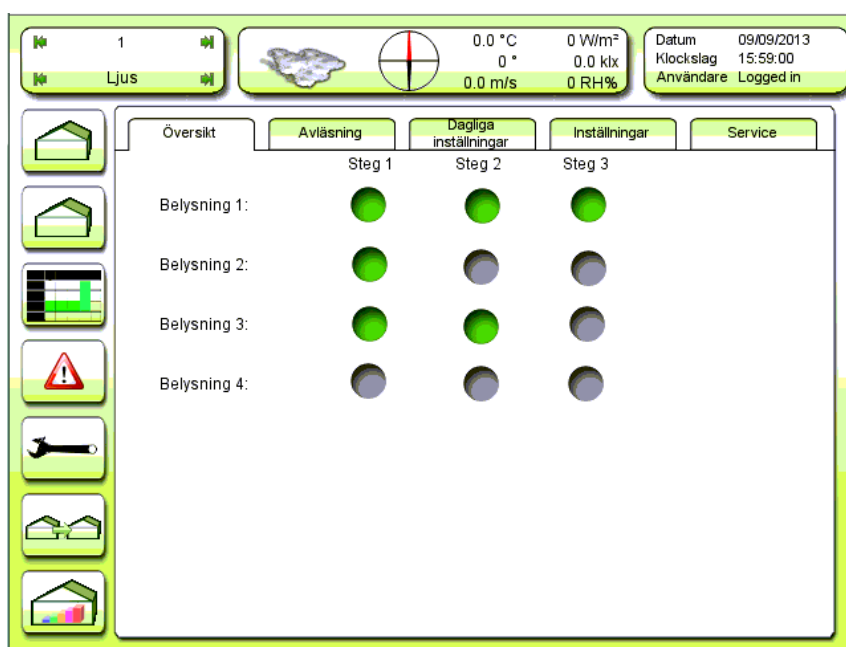 1
Ljus
0.0 °C 0 W/m²
0 ° 0.0 klx
0.0 m/s 0 RH%
Datum 09/09/2013
Klockslag 15:59:00
Användare Logged in
Översikt Avläsning Dagliga inställningar Inställningar Service
Steg 1 Steg 2 Steg 3
Belysning 1:
Belysning 2:
Belysning 3:
Belysning 4: